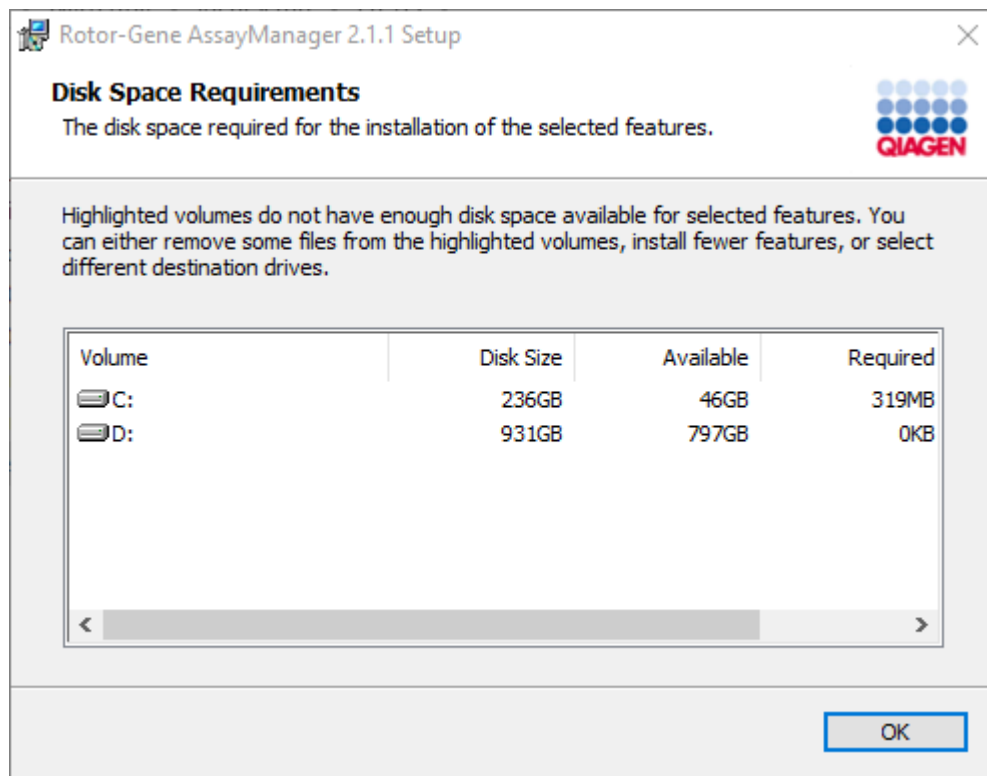 Rotor-Gene AssayManager 2.1.1 Setup
Disk Space Requirements
The disk space required for the installation of the selected features.
QIAGEN
Highlighted volumes do not have enough disk space available for selected features. You
can either remove some files from the highlighted volumes, install fewer features, or select
different destination drives.
Volume Disk Size Available Required
C: 236GB 46GB 319MB
D: 931GB 797GB 0KB
OK